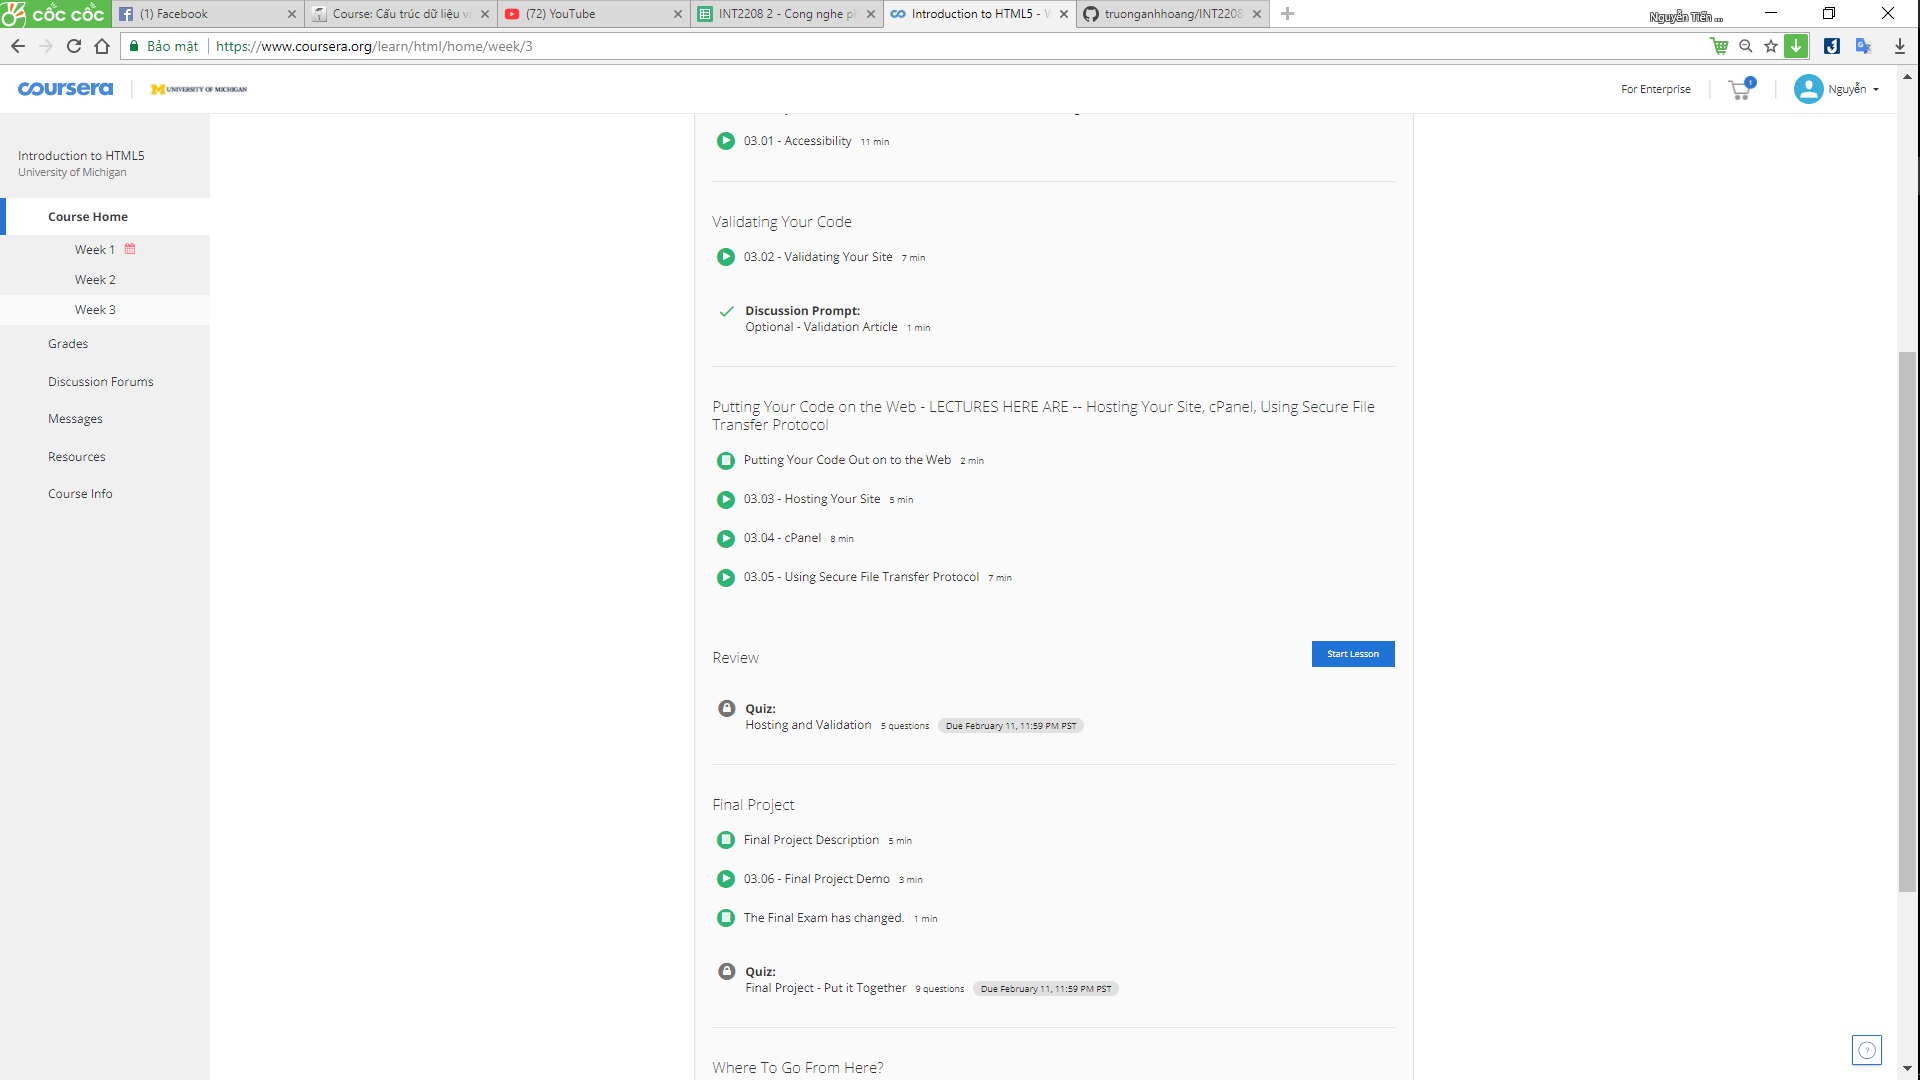 cốc cốc
(1) Facebook
Course: Cấu trúc dữ liệu v
(72) YouTube
INT2208 2 - Cong nghe ph
Introduction to HTML5 - W
truonganhhoang/INT2208
Nguyễn Tiến ...
Bảo mật
https://www.coursera.org/learn/html/home/week/3
coursera
UNIVERSITY OF MICHIGAN
For Enterprise
1
Nguyễn
Introduction to HTML5
University of Michigan
Course Home
Week 1
Week 2
Week 3
Grades
Discussion Forums
Messages
Resources
Course Info
03.01 - Accessibility 11 min
Validating Your Code
03.02 - Validating Your Site 7 min
Discussion Prompt:
Optional - Validation Article 1 min
Putting Your Code on the Web - LECTURES HERE ARE -- Hosting Your Site, cPanel, Using Secure File
Transfer Protocol
Putting Your Code Out on to the Web 2 min
03.03 - Hosting Your Site 5 min
03.04 - cPanel 8 min
03.05 - Using Secure File Transfer Protocol 7 min
Review
Start Lesson
Quiz:
Hosting and Validation 5 questions Due February 11, 11:59 PM PST
Final Project
Final Project Description 5 min
03.06 - Final Project Demo 3 min
The Final Exam has changed. 1 min
Quiz:
Final Project - Put it Together 9 questions Due February 11, 11:59 PM PST
Where To Go From Here?
?